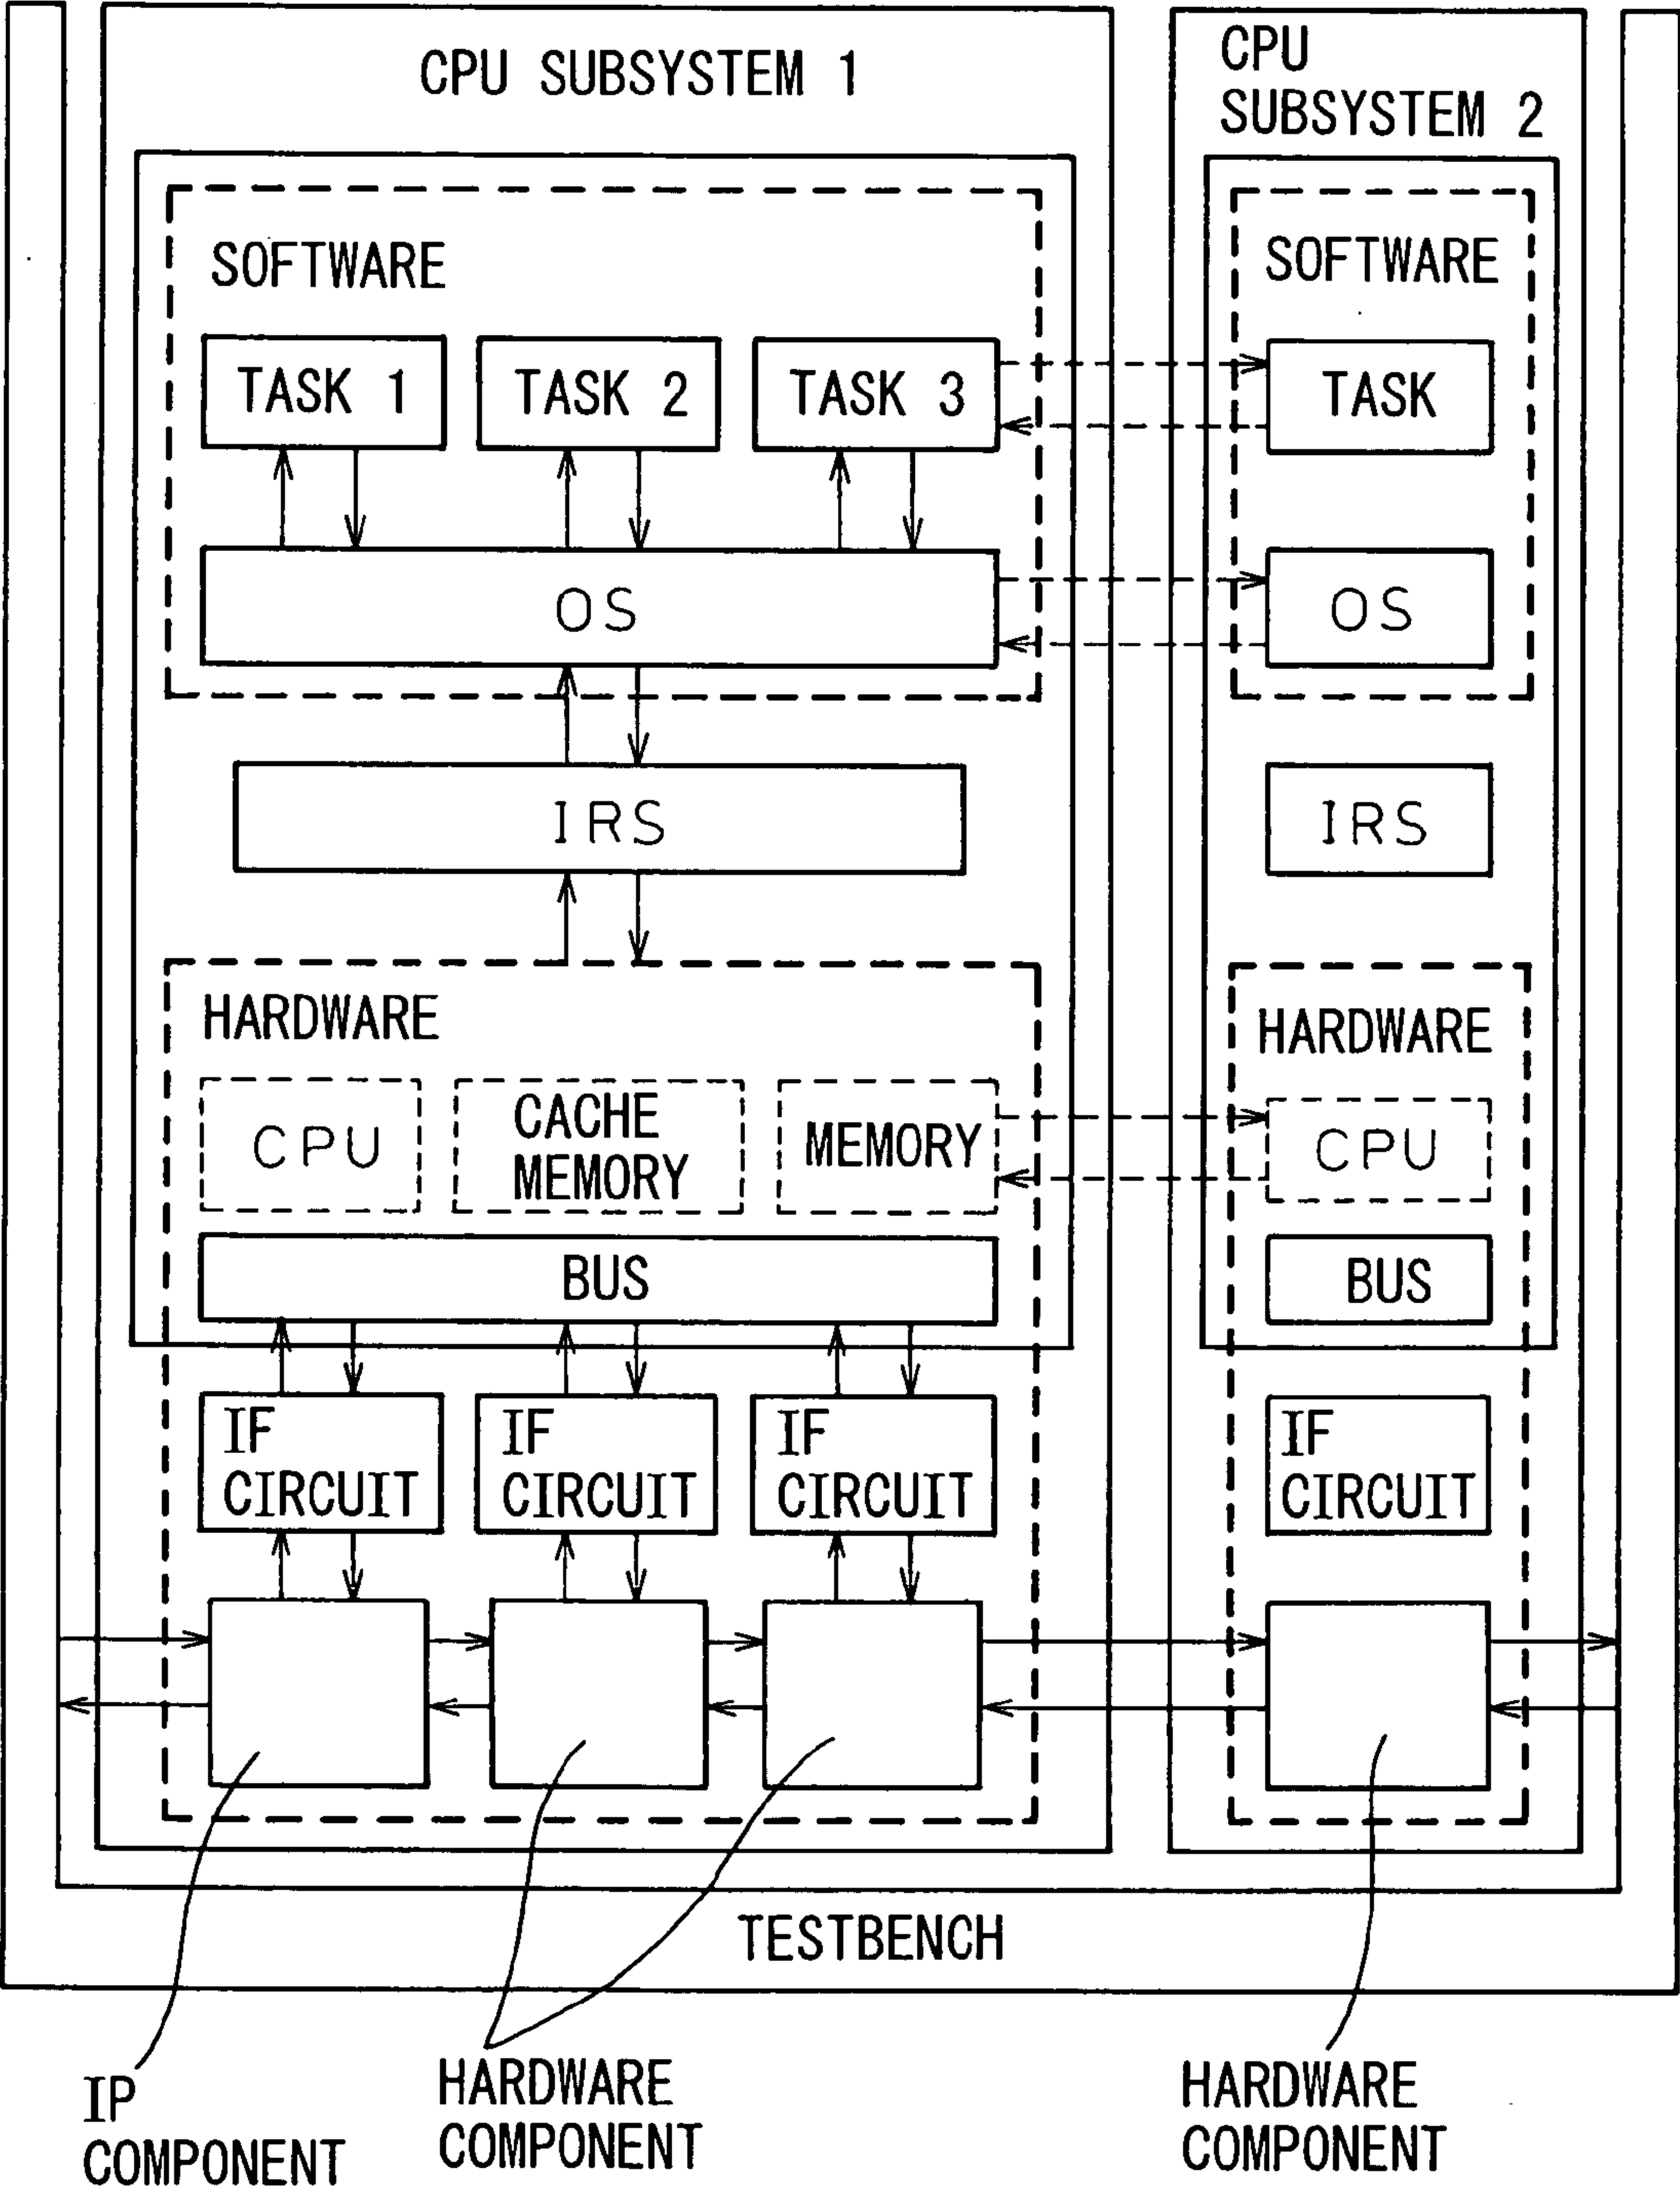 CPU SUBSYSTEM 1
SOFTWARE
TASK 1
TASK 2
TASK 3
OS
IRS
HARDWARE
CPU
CACHE
MEMORY
MEMORY
BUS
IF
CIRCUIT
IF
CIRCUIT
IF
CIRCUIT
CPU
SUBSYSTEM 2
SOFTWARE
TASK
OS
IRS
HARDWARE
CPU
BUS
IF
CIRCUIT
TESTBENCH
IP
COMPONENT
HARDWARE
COMPONENT
HARDWARE
COMPONENT